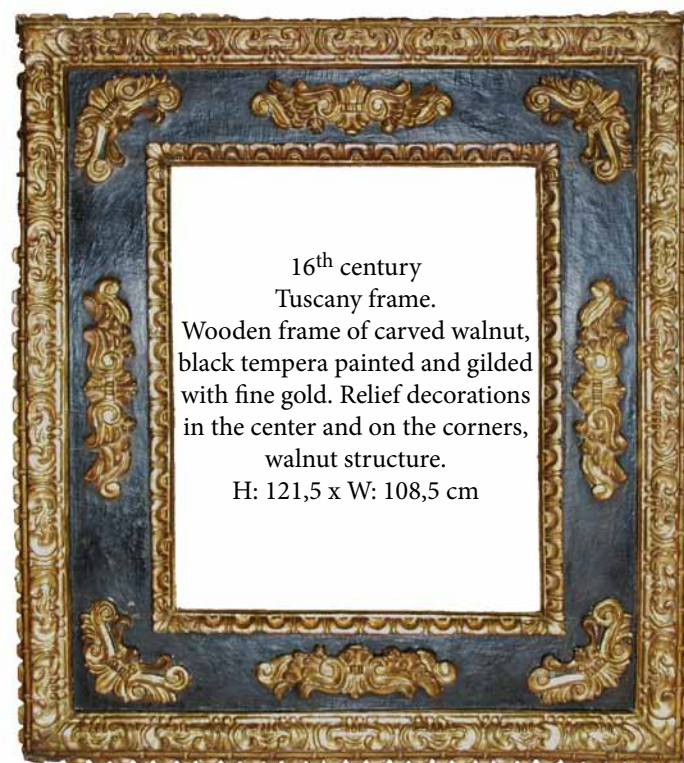 16th century
Tuscany frame.
Wooden frame of carved walnut,
black tempera painted and gilded
with fine gold. Relief decorations
in the center and on the corners,
walnut structure.
H: 121,5 x W: 108,5 cm